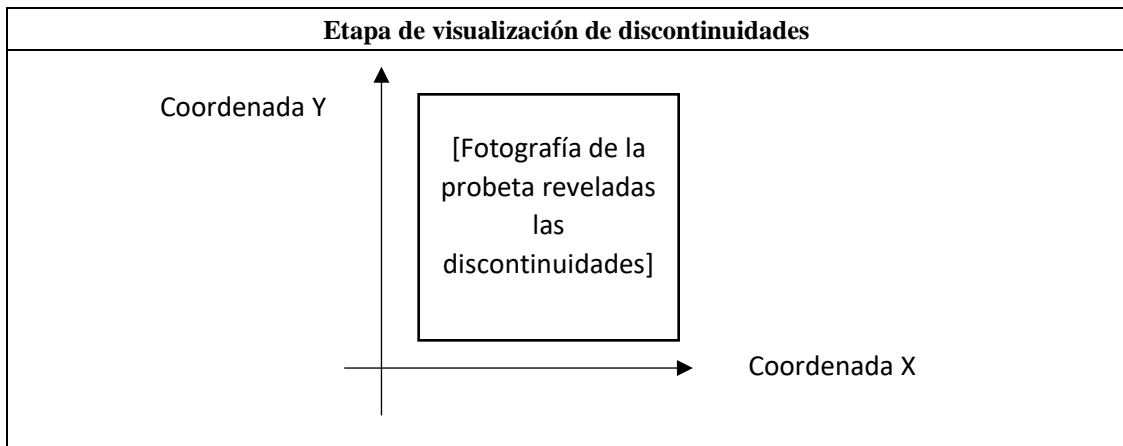 Etapa de visualización de discontinuidades
Coordenada Y
[Fotografía de la
probeta reveladas
las
discontinuidades]
Coordenada X